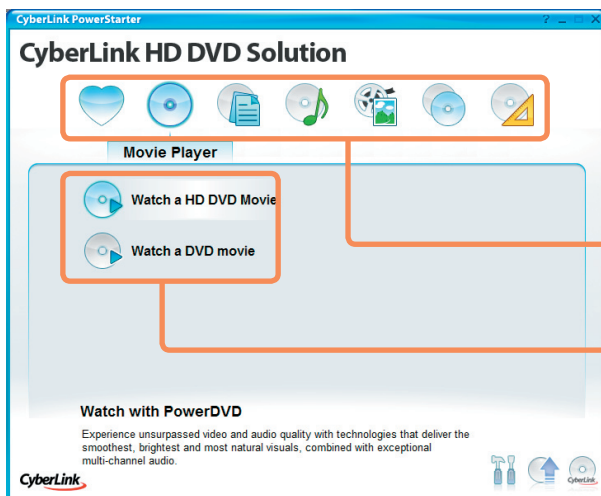 CyberLink PowerStarter
CyberLink HD DVD Solution
Movie Player
Watch a HD DVD Movie
Watch a DVD movie
Watch with PowerDVD
Experience unsurpassed video and audio quality with technologies that deliver the
smoothest, brightest and most natural visuals, combined with exceptional
multi-channel audio.
CyberLink
CyberLink